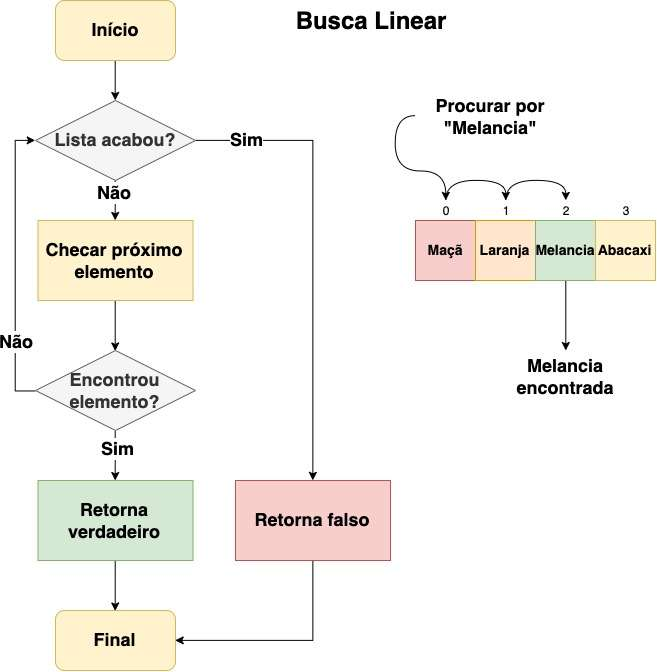 Busca Linear
Início
Lista acabou?
Sim
Não
Checar próximo
elemento
Não
Encontrou
elemento?
Sim
Retorna
verdadeiro
Retorna falso
Final
Procurar por
"Melancia"
0 1 2 3
Maçã Laranja Melancia Abacaxi
Melancia
encontrada